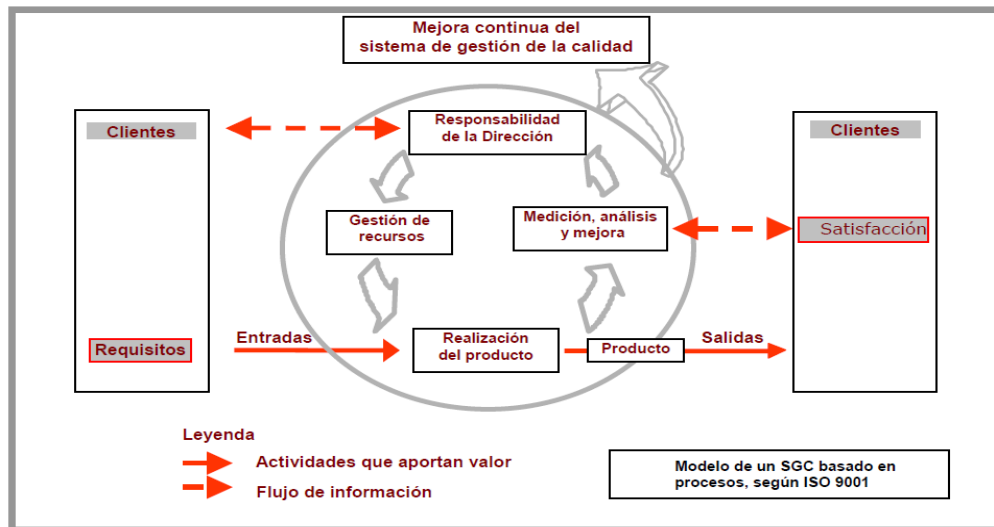 Mejora continua del
sistema de gestión de la calidad
Clientes
Responsabilidad
de la Dirección
Clientes
Gestión de
recursos
Medición, análisis
y mejora
Satisfacción
Requisitos
Entradas
Realización
del producto
Producto
Salidas
Leyenda
Actividades que aportan valor
Flujo de información
Modelo de un SGC basado en
procesos, según ISO 9001